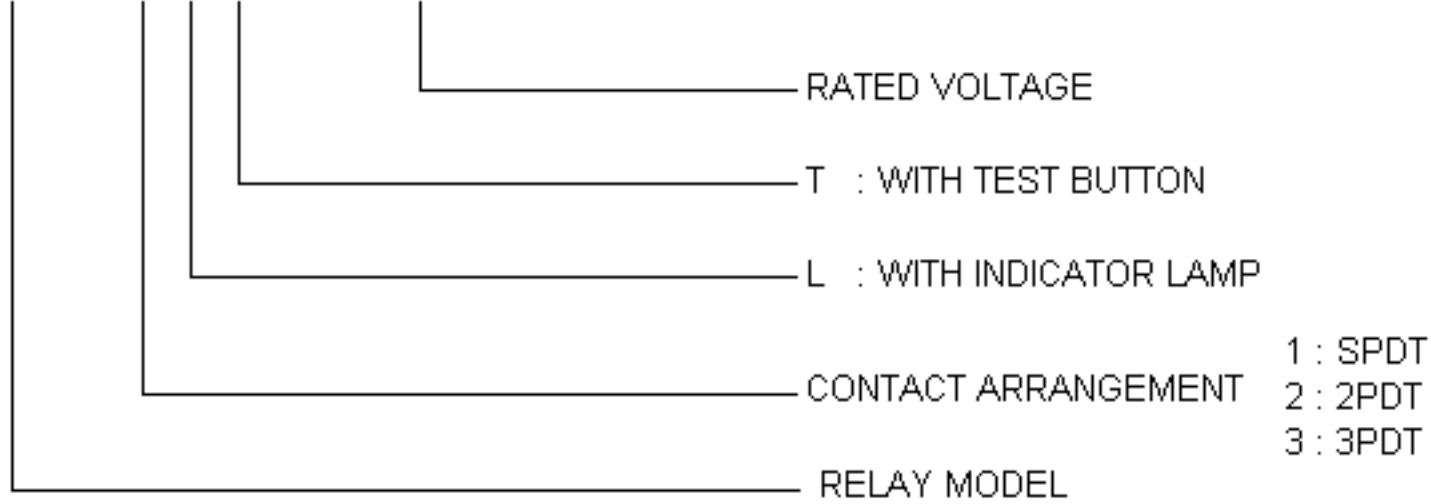 RATED VOLTAGE
T : WITH TEST BUTTON
L : WITH INDICATOR LAMP
CONTACT ARRANGEMENT
1 : SPDT
2 : 2PDT
3 : 3PDT
RELAY MODEL